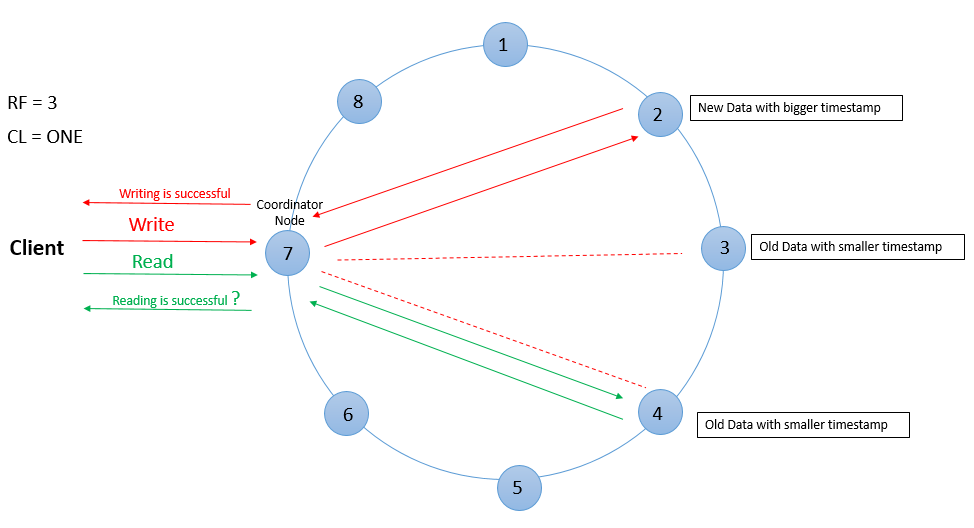 1
8
2
New Data with bigger timestamp
RF = 3
CL = ONE
Writing is successful
Coordinator
Node
Write
Client
7
3
Old Data with smaller timestamp
Read
Reading is successful ?
6
4
Old Data with smaller timestamp
5